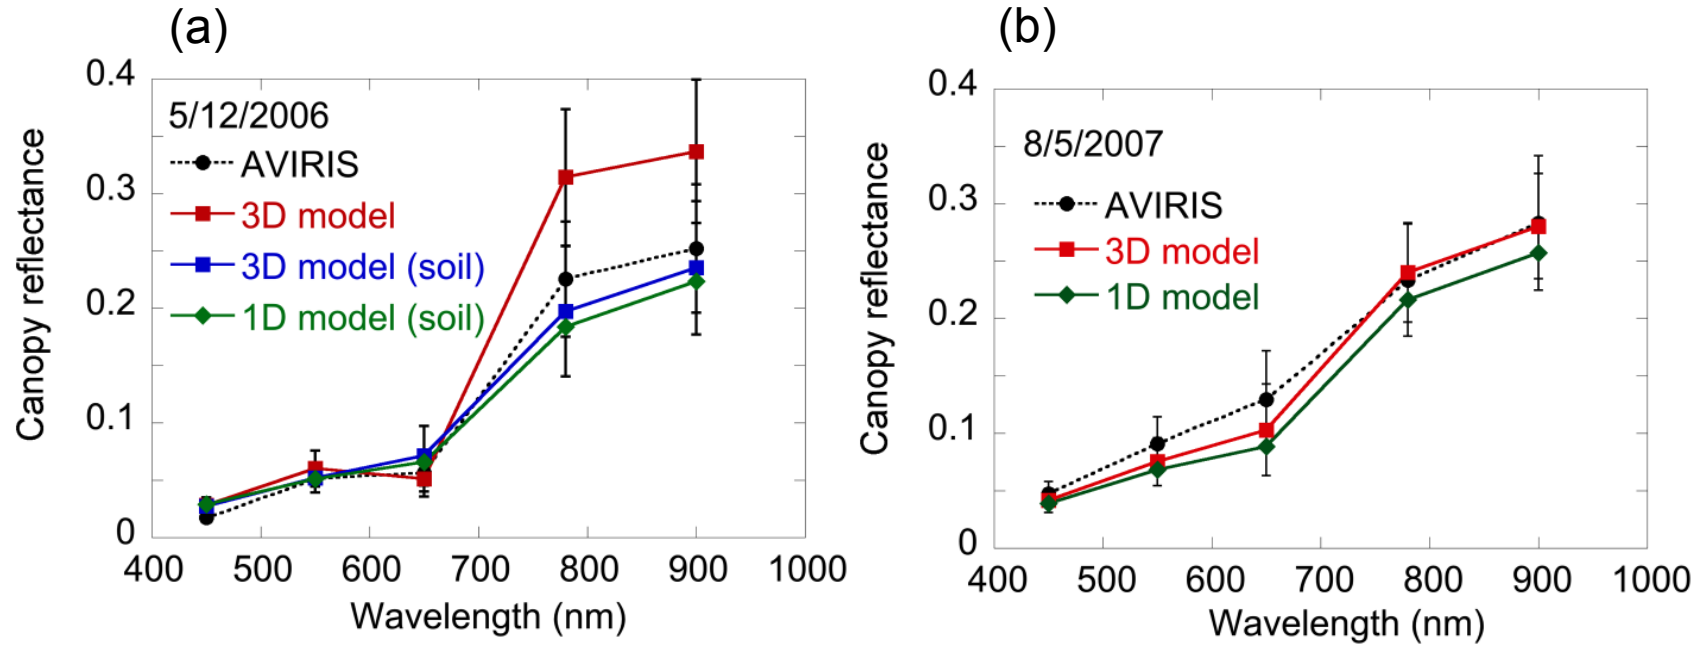 (a)
Canopy reflectance
0.4
0.3
0.2
0.1
0
5/12/2006
AVIRIS
3D model
3D model (soil)
1D model (soil)
400 500 600 700 800 900 1000
Wavelength (nm)
(b)
Canopy reflectance
0.4
0.3
0.2
0.1
0
8/5/2007
AVIRIS
3D model
1D model
400 500 600 700 800 900 1000
Wavelength (nm)